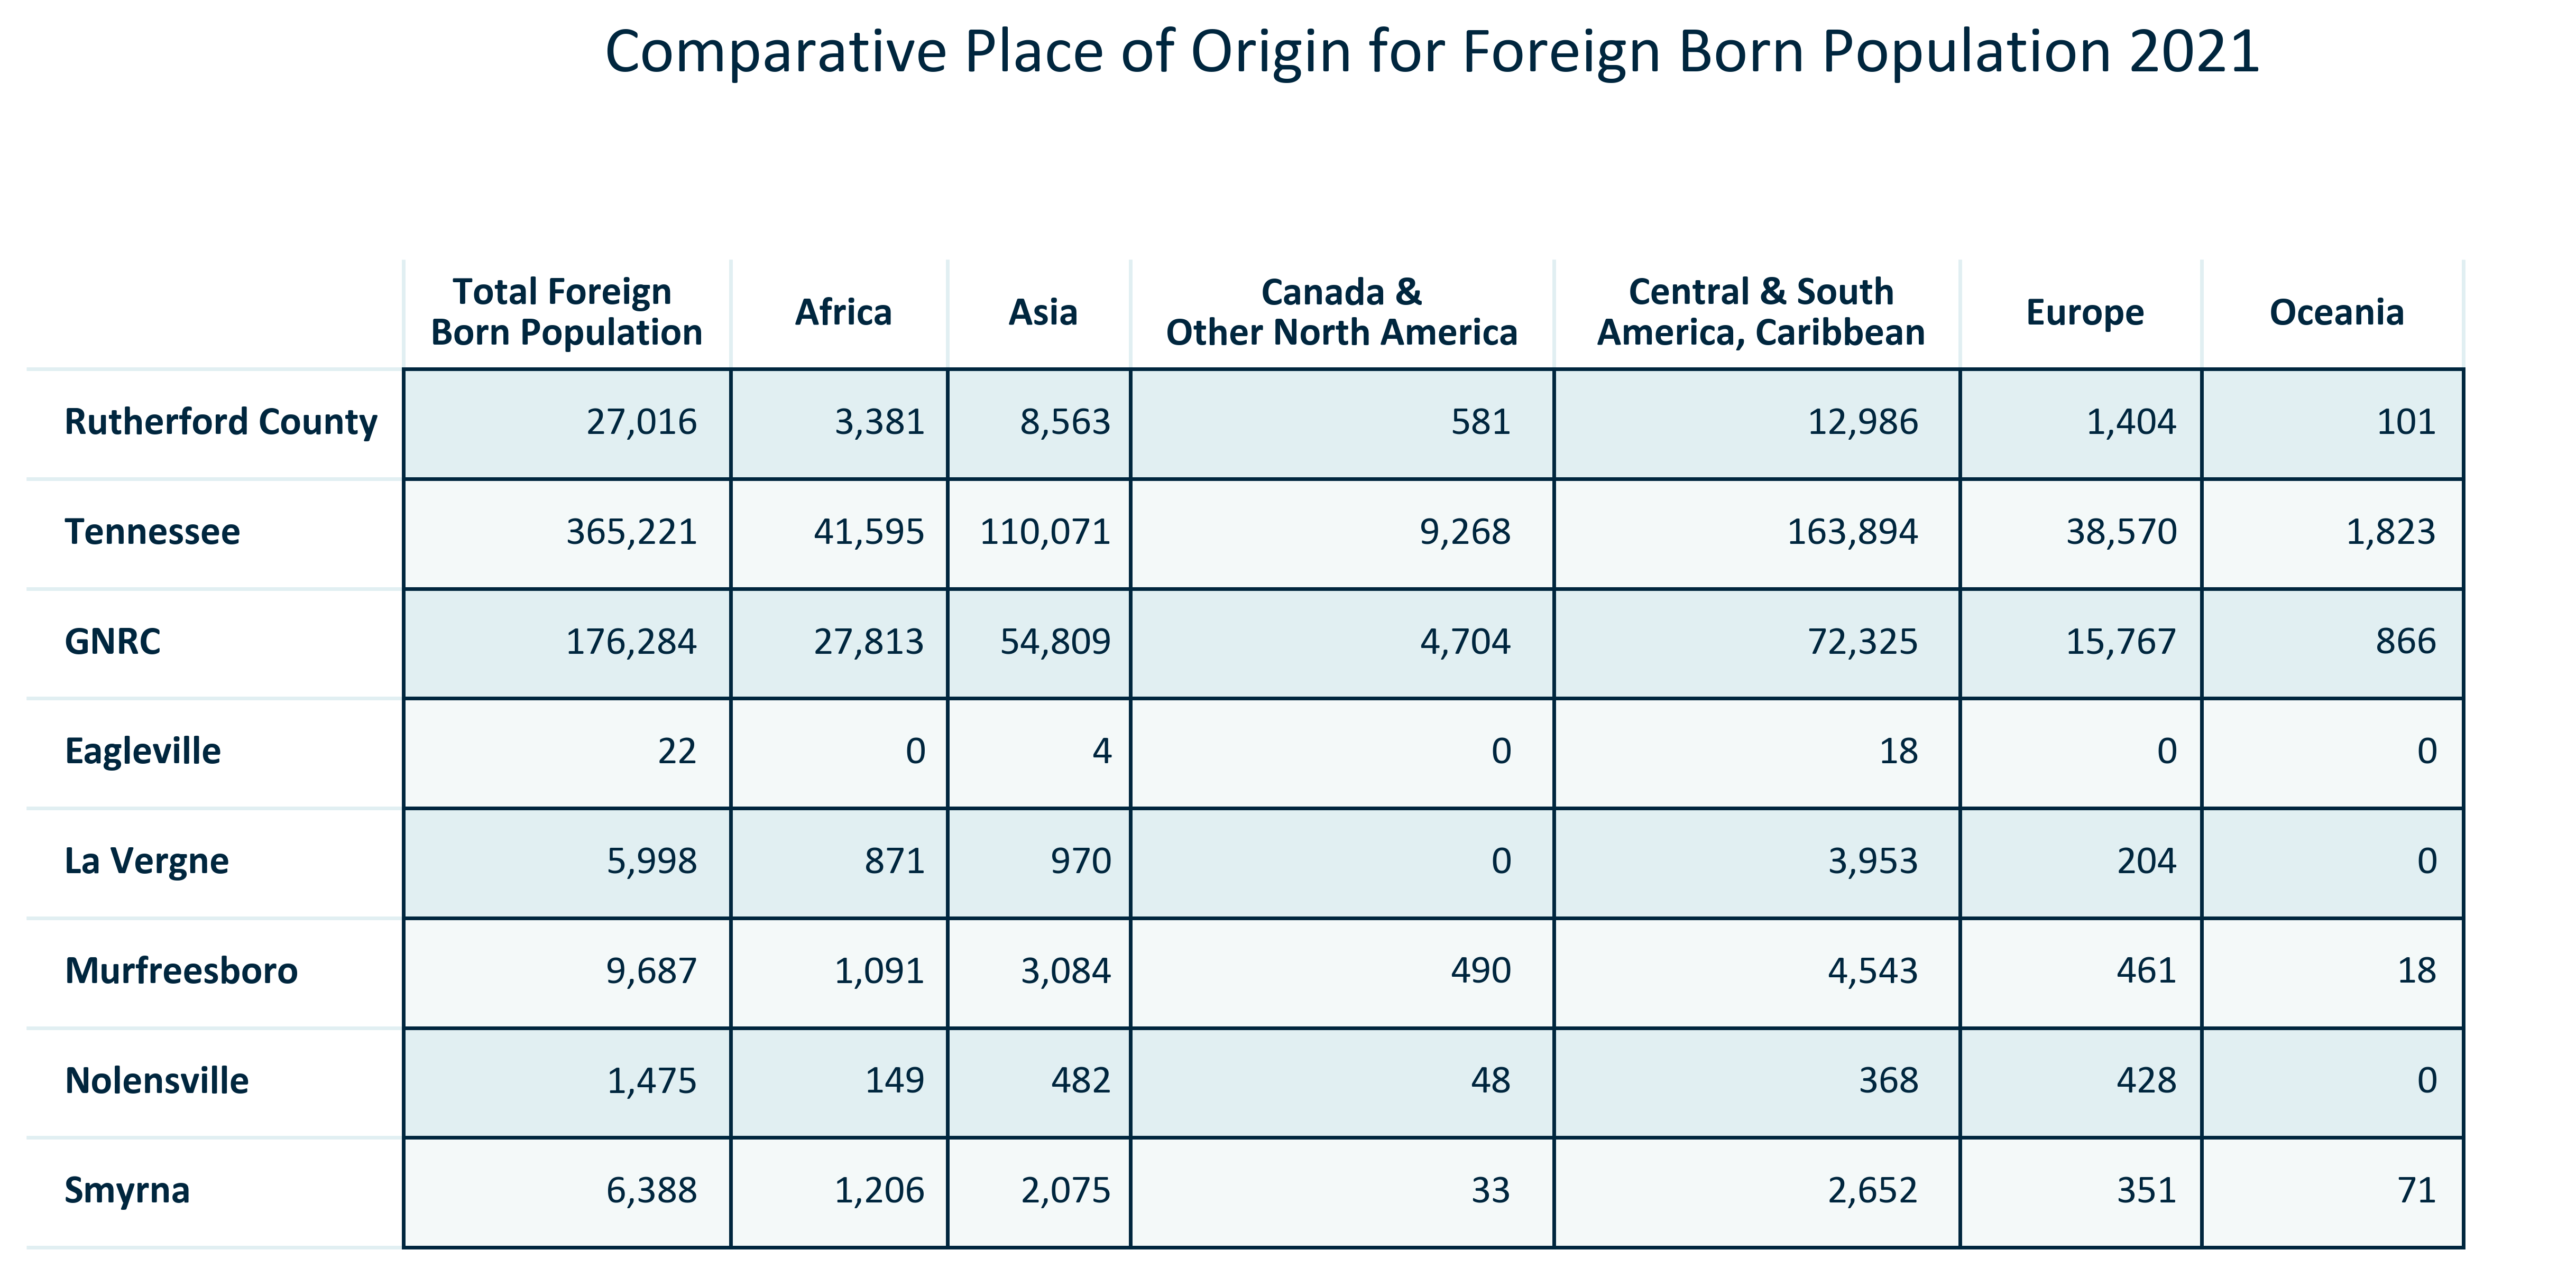 Comparative Place of Origin for Foreign Born Population 2021
Total Foreign Born Population Africa Asia Canada & Other North America Central & South America, Caribbean Europe Oceania
Rutherford County 27,016 3,381 8,563 581 12,986 1,404 101
Tennessee 365,221 41,595 110,071 9,268 163,894 38,570 1,823
GNRC 176,284 27,813 54,809 4,704 72,325 15,767 866
Eagleville 22 0 4 0 18 0 0
La Vergne 5,998 871 970 0 3,953 204 0
Murfreesboro 9,687 1,091 3,084 490 4,543 461 18
Nolensville 1,475 149 482 48 368 428 0
Smyrna 6,388 1,206 2,075 33 2,652 351 71